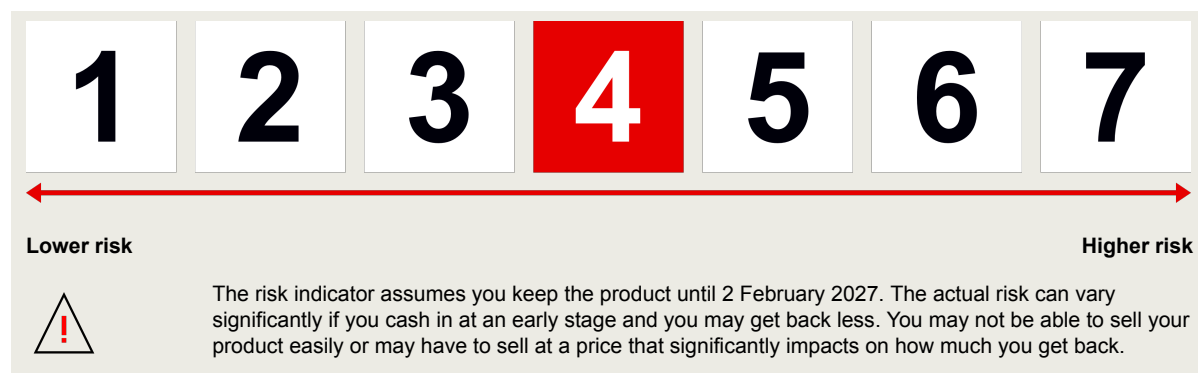 1 2 3 4 5 6 7
Lower risk Higher risk
!
The risk indicator assumes you keep the product until 2 February 2027. The actual risk can vary
significantly if you cash in at an early stage and you may get back less. You may not be able to sell your
product easily or may have to sell at a price that significantly impacts on how much you get back.